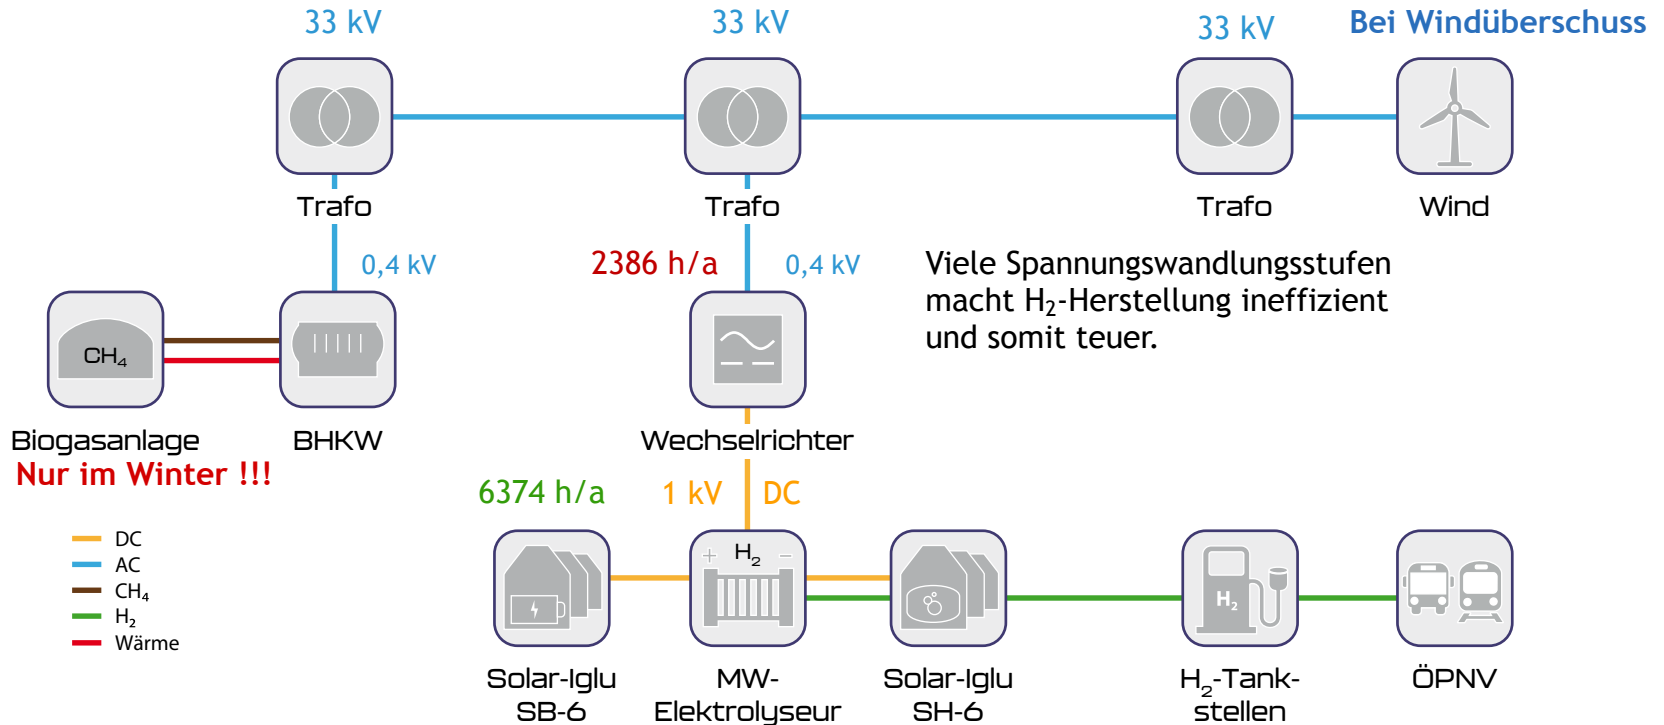 33 kV
33 kV
33 kV
Bei Windüberschuss
Trafo
Trafo
Trafo
Wind
0,4 kV
2386 h/a
0,4 kV
Viele Spannungswandlungsstufen
macht H₂-Herstellung ineffizient
und somit teuer.
CH₄
Biogasanlage
BHKW
Wechselrichter
Nur im Winter !!!
6374 h/a
1 kV
DC
DC
AC
CH₄
H₂
Wärme
+ H₂ −
H₂
Solar-Iglu
SB-6
MW-
Elektrolyseur
Solar-Iglu
SH-6
H₂-Tank-
stellen
ÖPNV